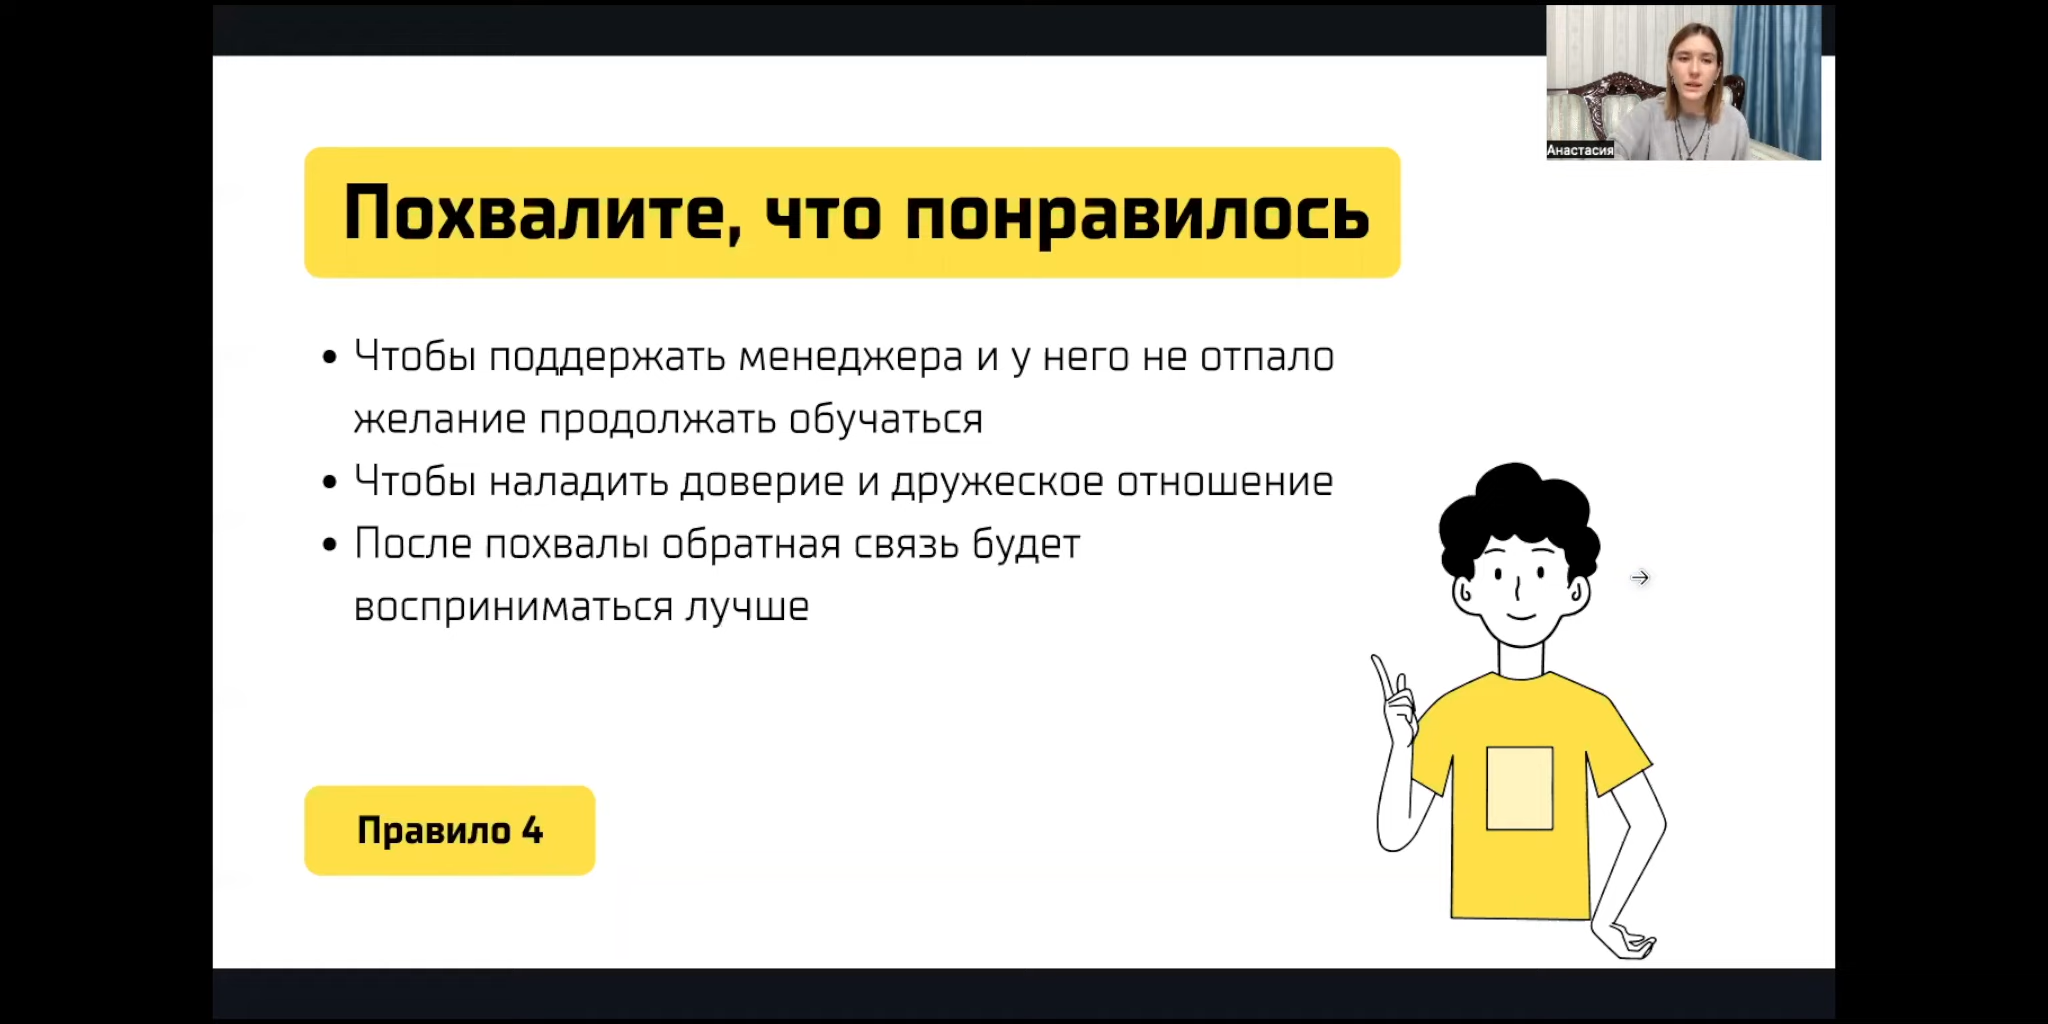 Анастасия
Похвалите, что понравилось
• Чтобы поддержать менеджера и у него не отпало
желание продолжать обучаться
• Чтобы наладить доверие и дружеское отношение
• После похвалы обратная связь будет
восприниматься лучше
Правило 4